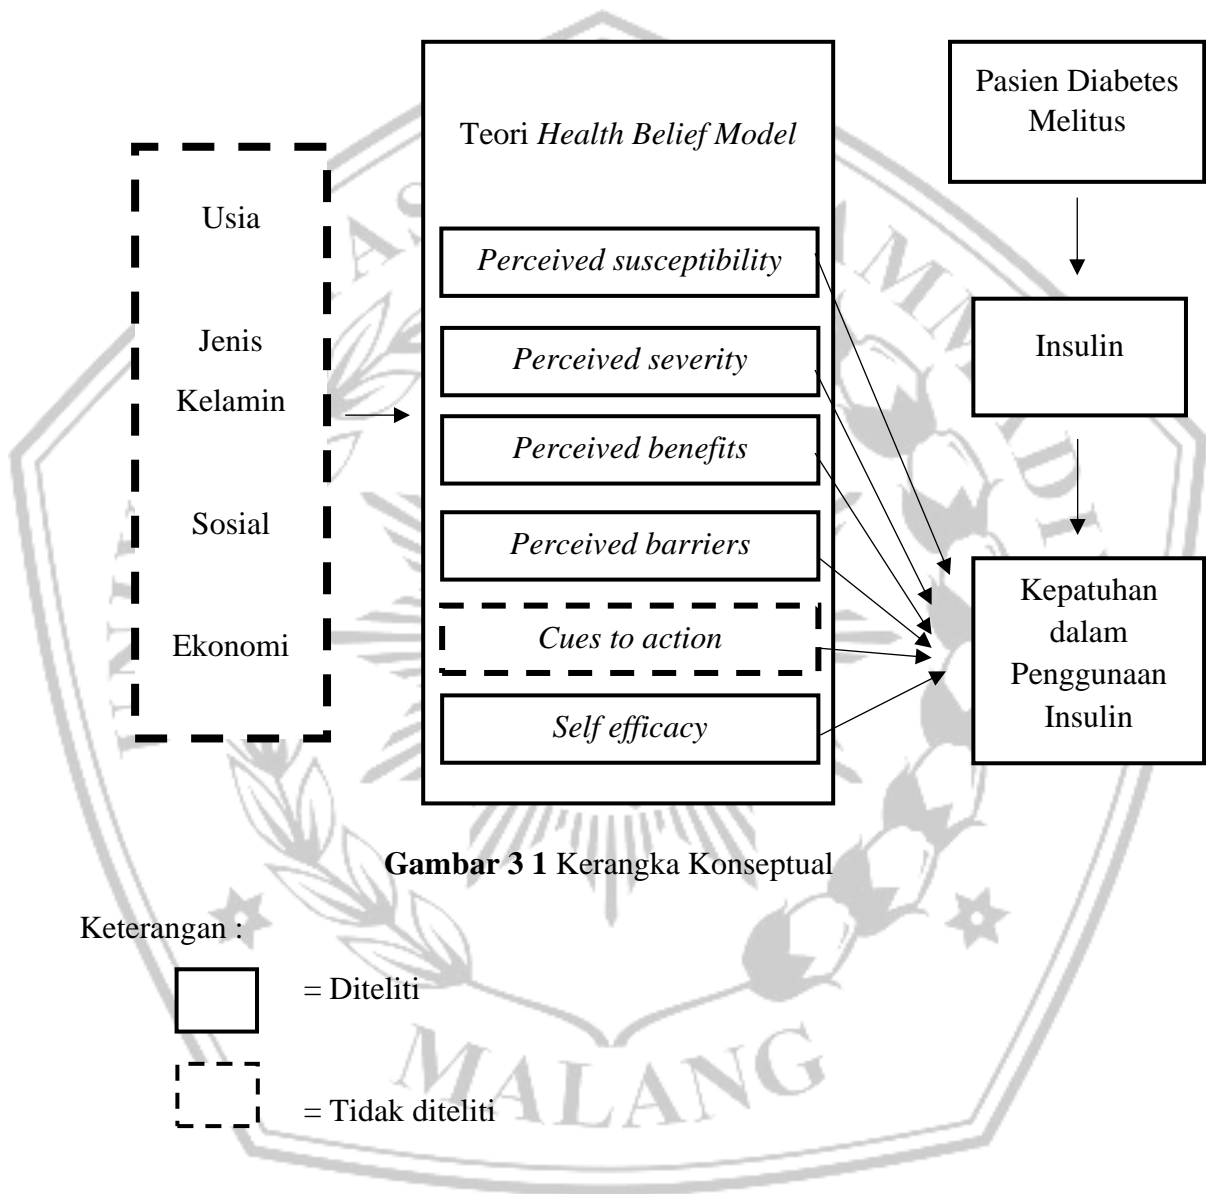 Usia
Jenis
Kelamin
Sosial
Ekonomi
Teori Health Belief Model
Perceived susceptibility
Perceived severity
Perceived benefits
Perceived barriers
Cues to action
Self efficacy
Pasien Diabetes
Melitus
Insulin
Kepatuhan
dalam
Penggunaan
Insulin
Gambar 3 1 Kerangka Konseptual
Keterangan :
= Diteliti
= Tidak diteliti
MALANG